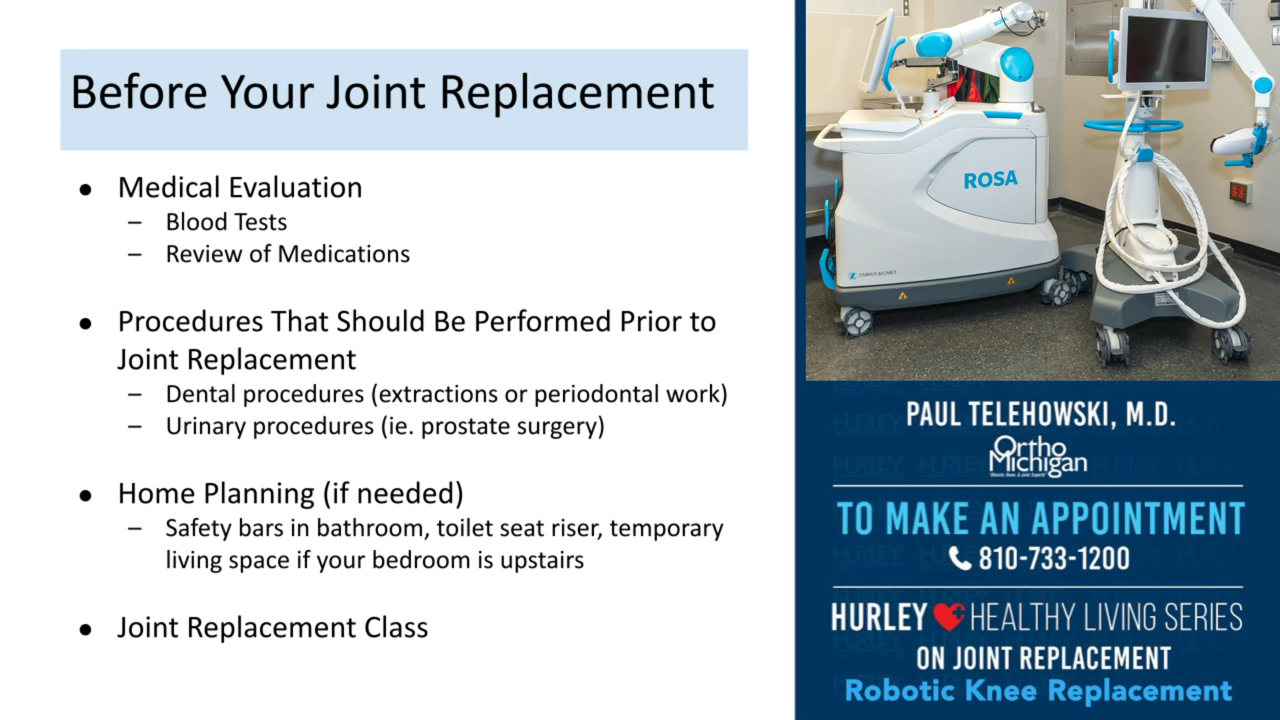 Before Your Joint Replacement
● Medical Evaluation
– Blood Tests
– Review of Medications
● Procedures That Should Be Performed Prior to
Joint Replacement
– Dental procedures (extractions or periodontal work)
– Urinary procedures (ie. prostate surgery)
● Home Planning (if needed)
– Safety bars in bathroom, toilet seat riser, temporary
living space if your bedroom is upstairs
● Joint Replacement Class
ROSA
ROSA
ZIMMER BIOMET
PAUL TELEHOWSKI, M.D.
Ortho
Michigan
TO MAKE AN APPOINTMENT
810-733-1200
HURLEY HEALTHY LIVING SERIES
ON JOINT REPLACEMENT
Robotic Knee Replacement